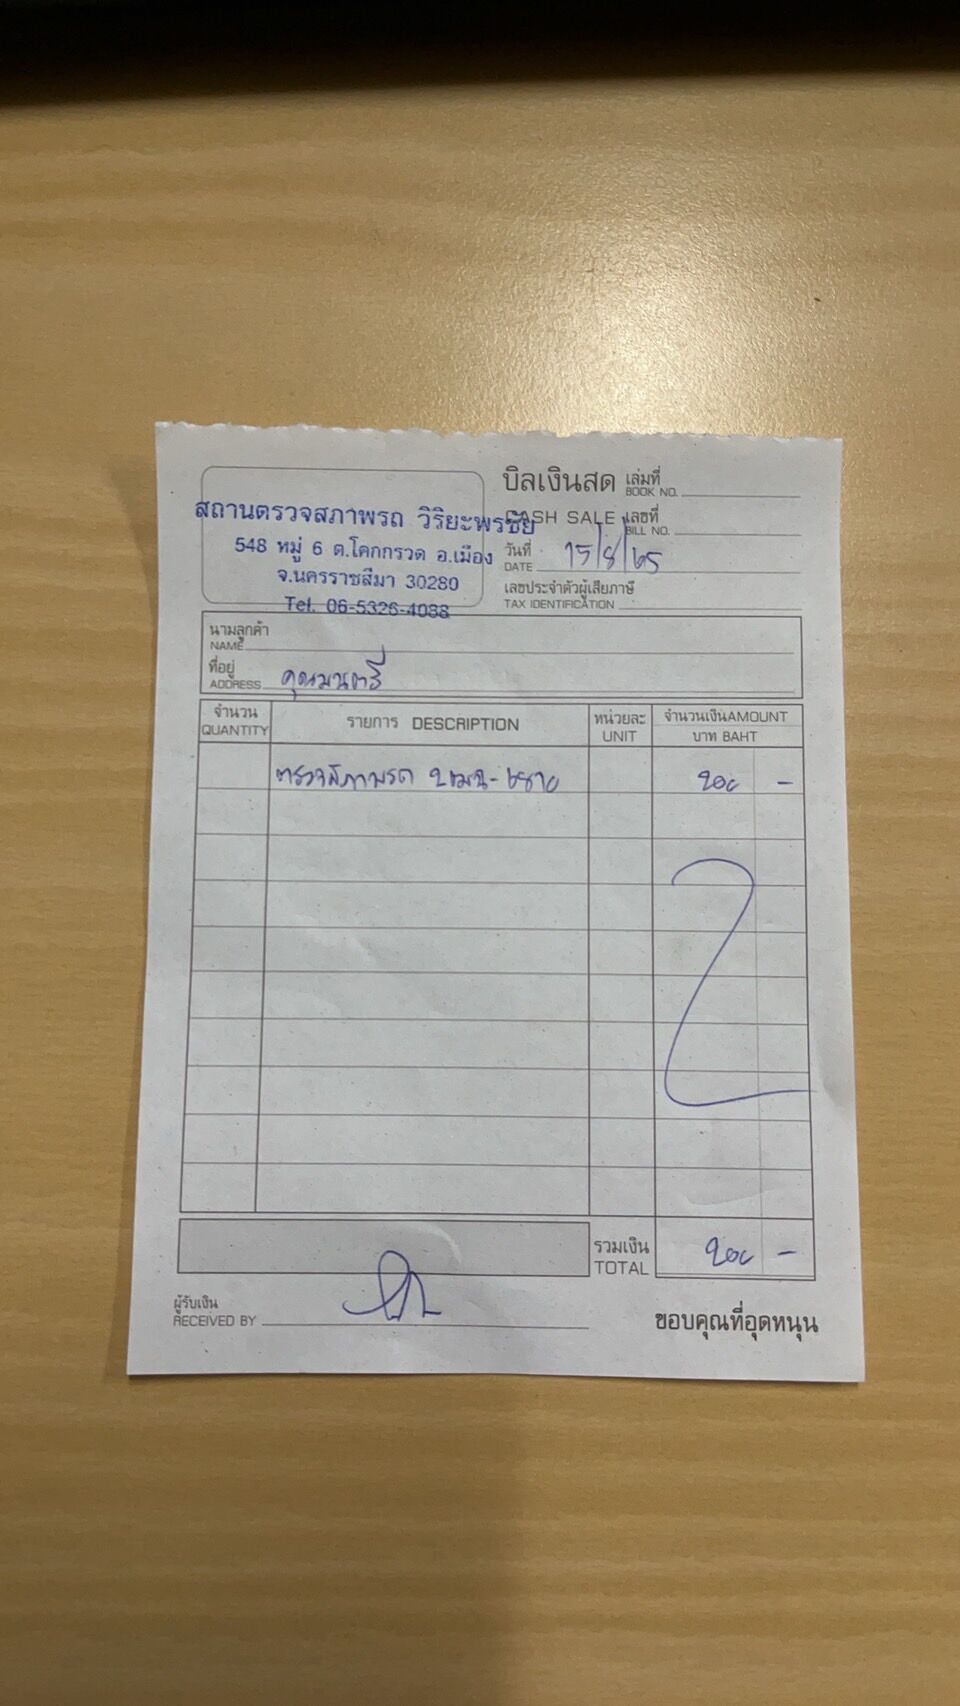 บิลเงินสด เล่มที่
BOOK NO.
สถานตรวจสภาพรถ วิริยะพรชัย
CASH SALE เลขที่
BILL NO.
548 หมู่ 6 ต.โคกกรวด อ.เมือง
จ.นครราชสีมา 30280
Tel. 06-5326-4088
วันที่
DATE 15/8/65
เลขประจำตัวผู้เสียภาษี
TAX IDENTIFICATION
นามลูกค้า
NAME
ที่อยู่
ADDRESS คุณมนตรี
จำนวน รายการ DESCRIPTION หน่วยละ จำนวนเงิน AMOUNT
QUANTITY UNIT บาท BAHT
ตรวจสภาพรถ 200 -
รวมเงิน
TOTAL 200 -
ผู้รับเงิน
RECEIVED BY
ขอบคุณที่อุดหนุน